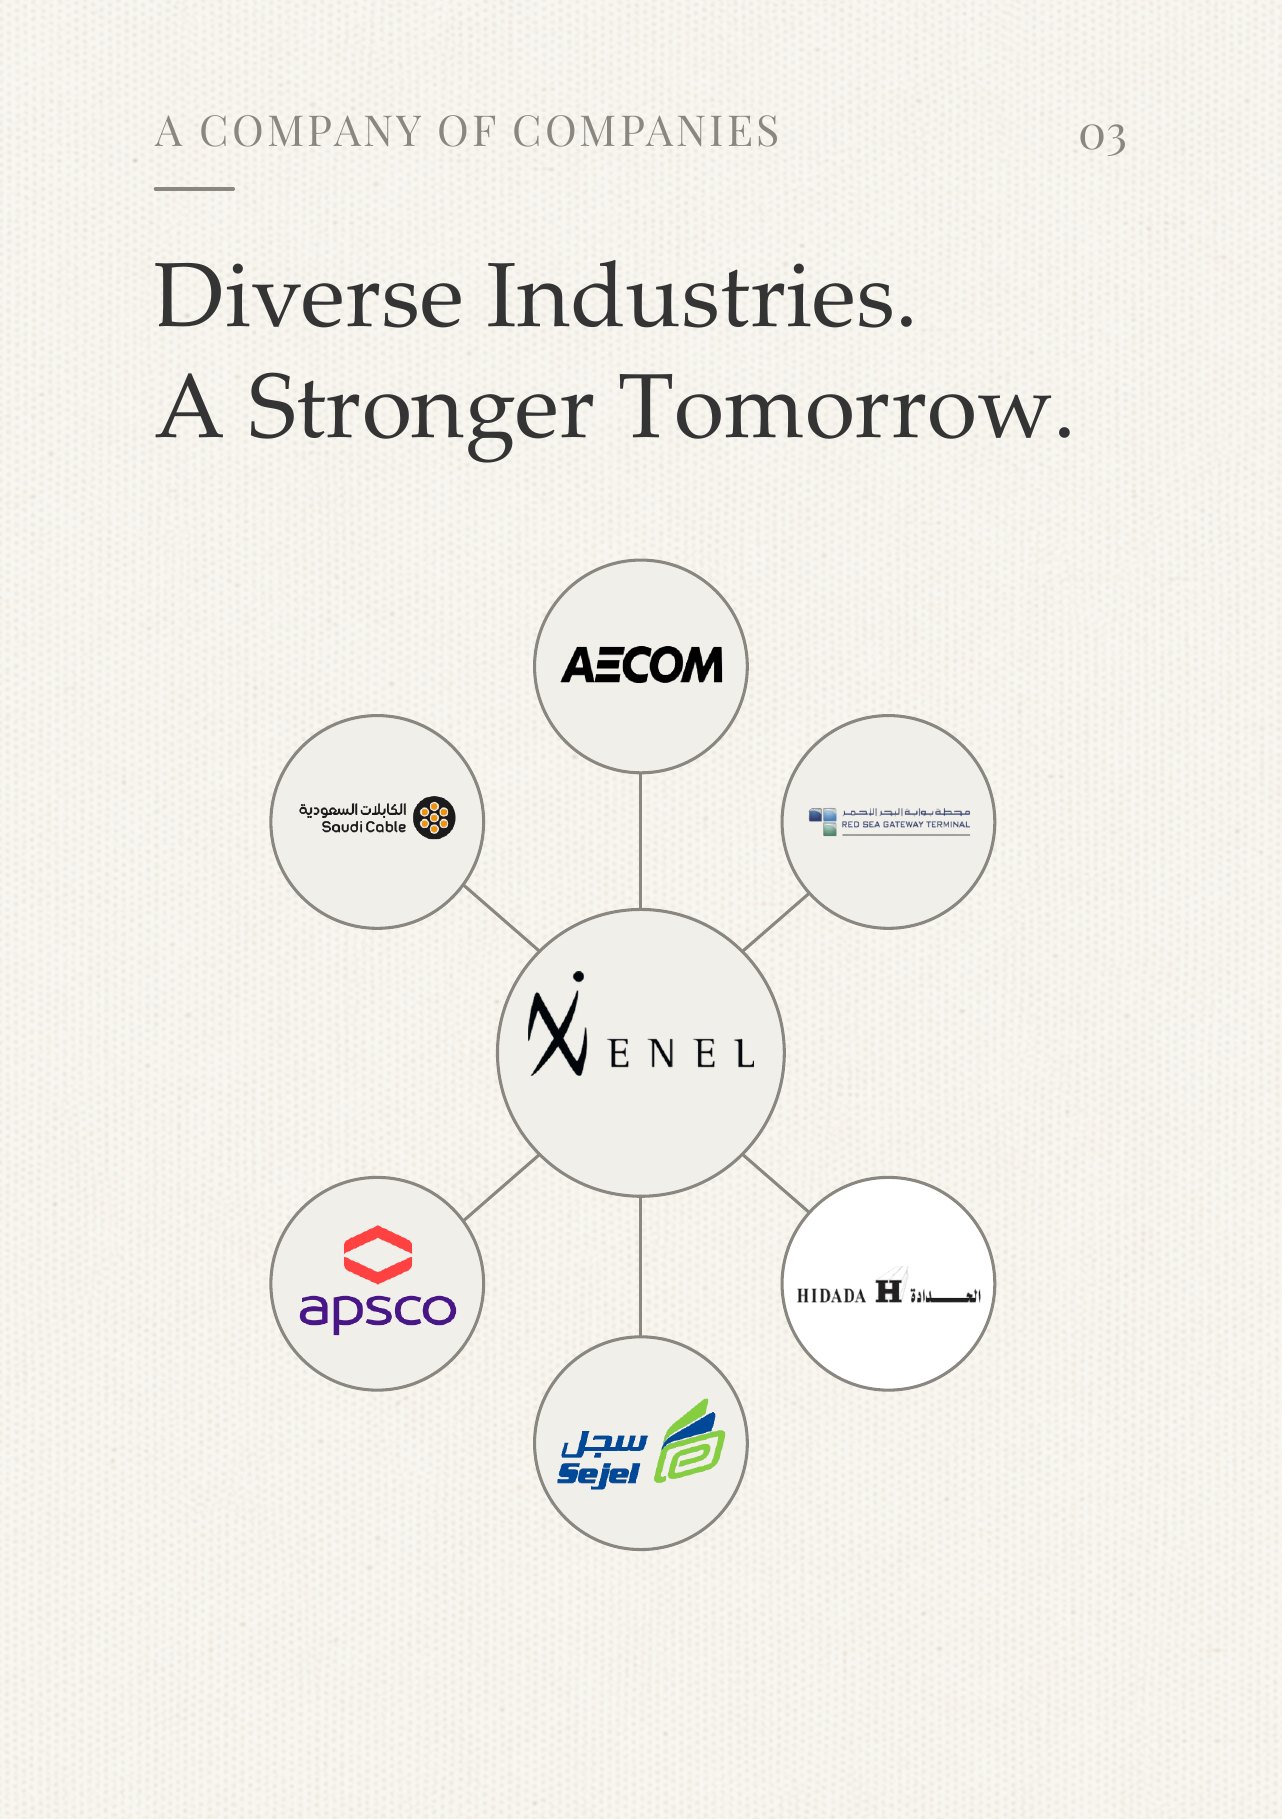 A COMPANY OF COMPANIES
03
Diverse Industries.
A Stronger Tomorrow.
AECOM
الكابلات السعودية
Saudi Cable
محطة بوابة البحر الأحمر
RED SEA GATEWAY TERMINAL
XENEL
apsco
HIDADA H الحدادة
سجل
Sejel